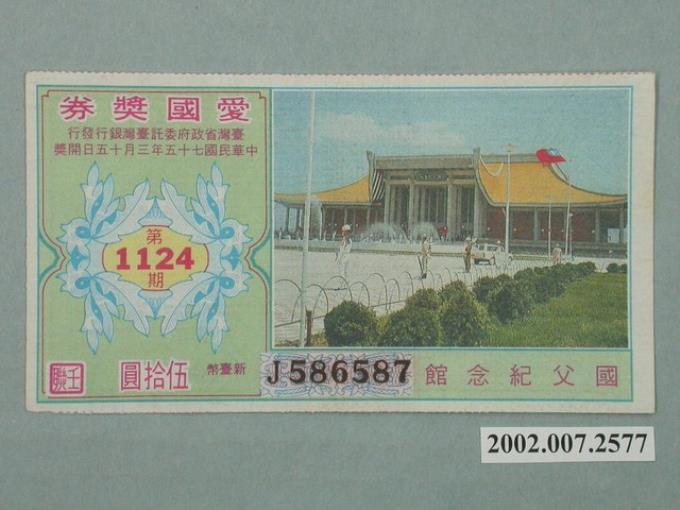 愛國獎券
臺灣省政府委託臺灣銀行發行
中華民國七十五年三月十五日開獎
第
1124
期
新臺幣
伍拾圓
J586587
國父紀念館
2002.007.2577